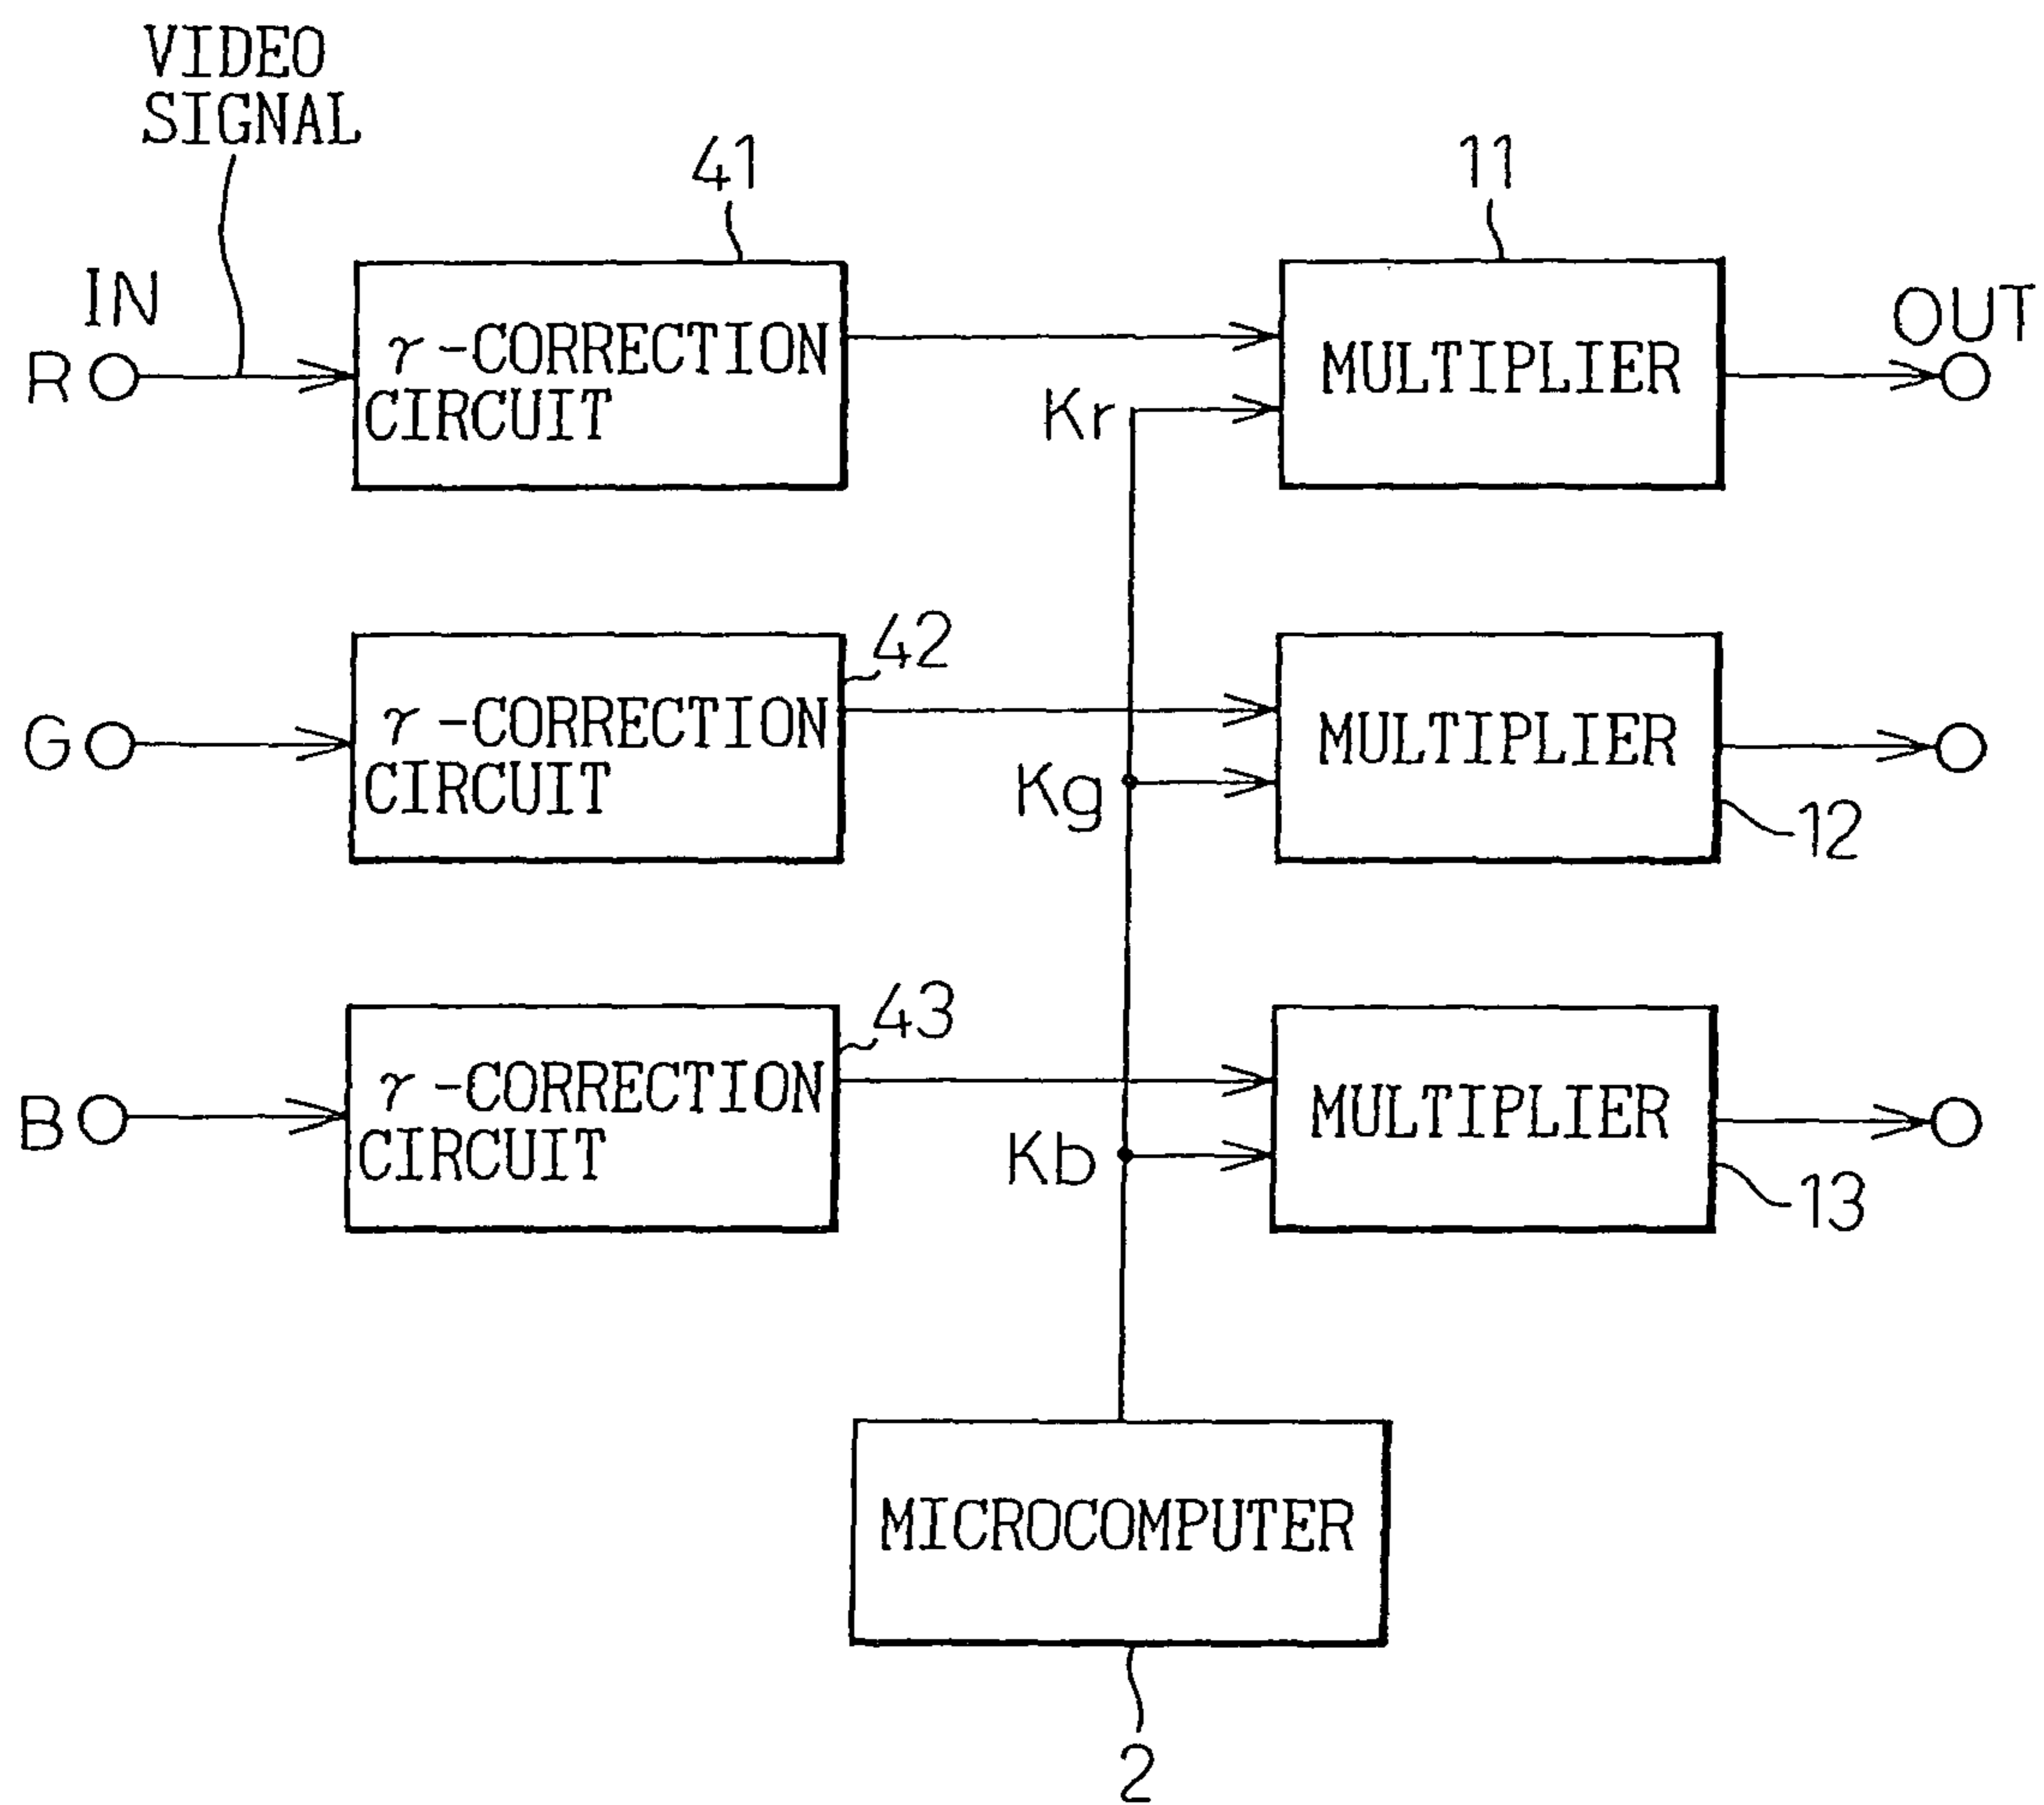 VIDEO
SIGNAL
41
11
IN
OUT
R
γ-CORRECTION
CIRCUIT
MULTIPLIER
Kr
42
G
γ-CORRECTION
CIRCUIT
MULTIPLIER
Kg
12
43
B
γ-CORRECTION
CIRCUIT
MULTIPLIER
Kb
13
MICROCOMPUTER
2